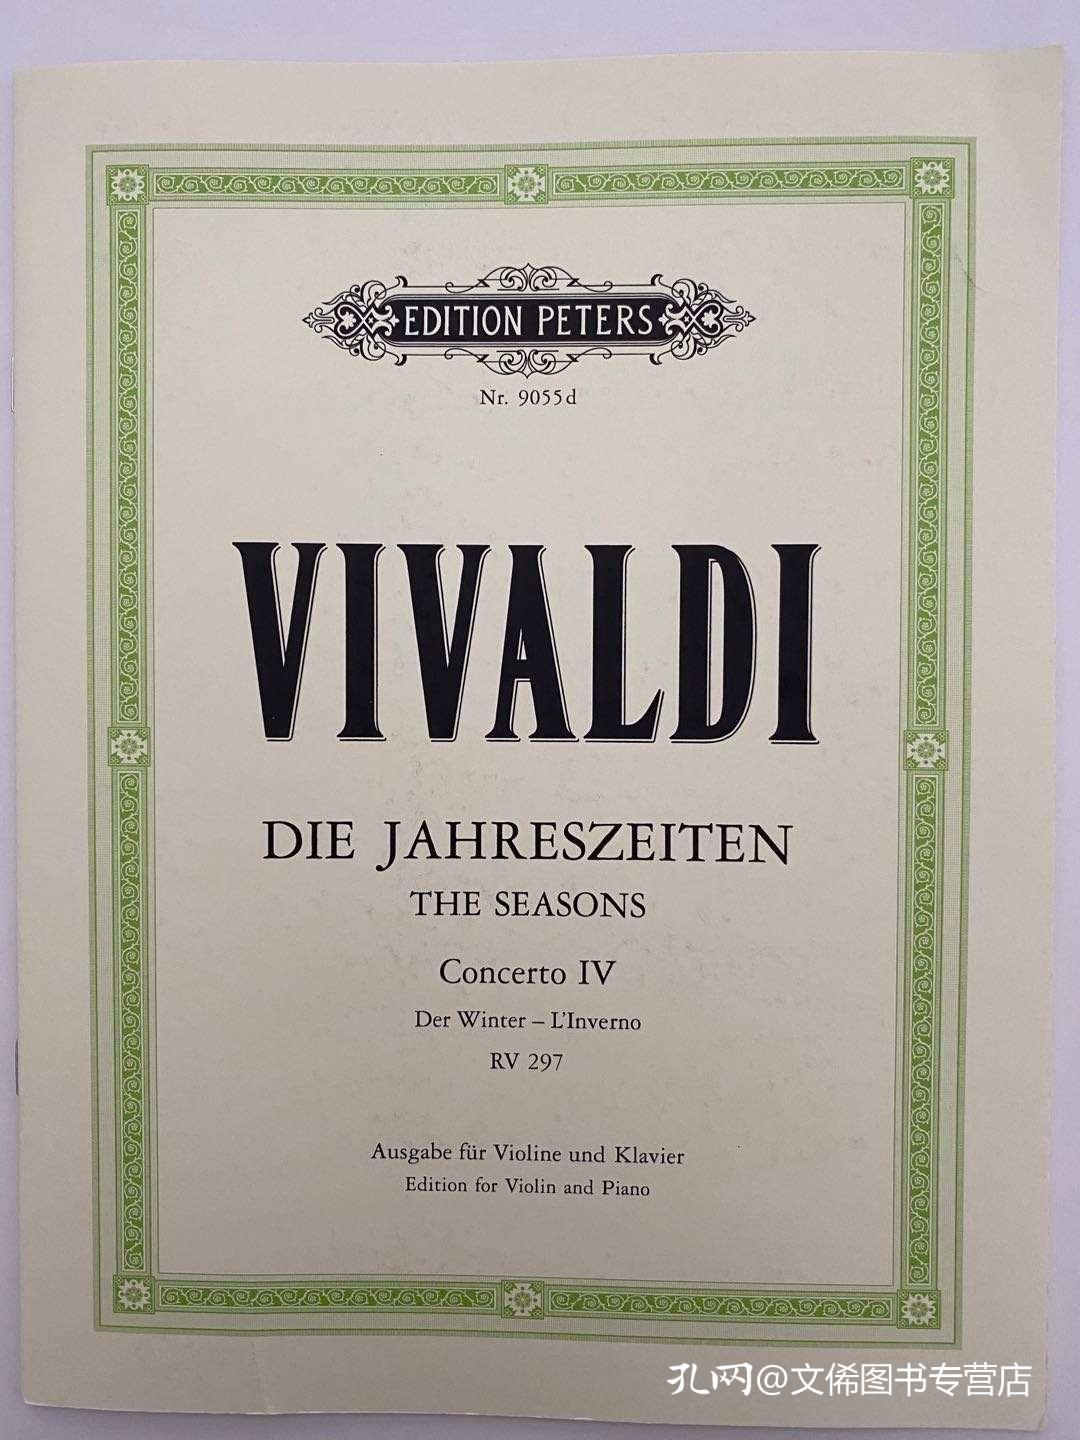 EDITION PETERS
Nr. 9055d
VIVALDI
DIE JAHRESZEITEN
THE SEASONS
Concerto IV
Der Winter – L'Inverno
RV 297
Ausgabe für Violine und Klavier
Edition for Violin and Piano
孔网@文俙图书专营店